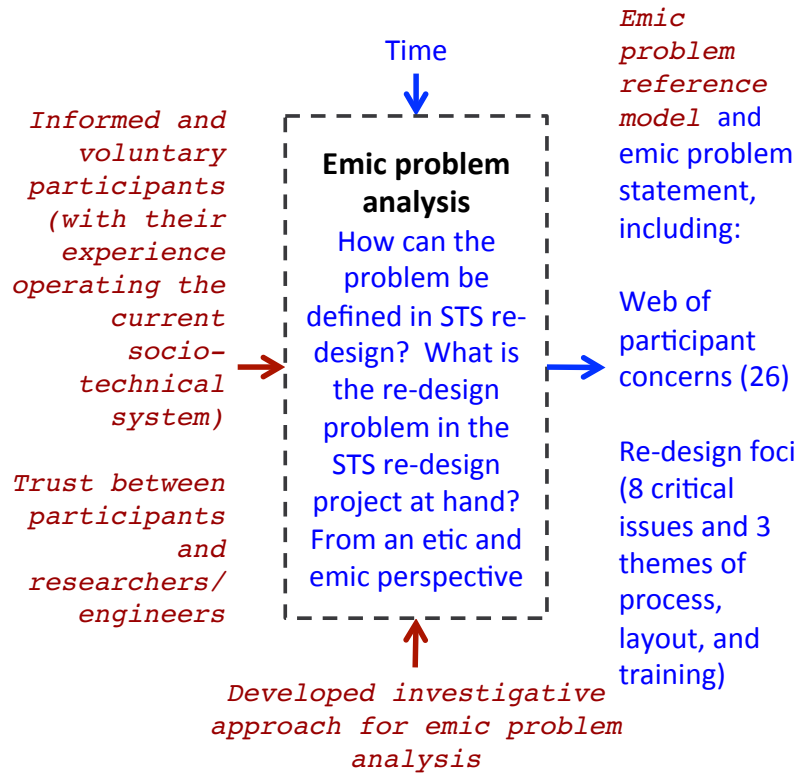 Time
Informed and
voluntary
participants
(with their
experience
operating the
current
socio-
technical
system)
Trust between
participants
and
researchers/
engineers
Emic problem
analysis
How can the
problem be
defined in STS re-
design? What is
the re-design
problem in the
STS re-design
project at hand?
From an etic and
emic perspective
Emic
problem
reference
model and
emic problem
statement,
including:
Web of
participant
concerns (26)
Re-design foci
(8 critical
issues and 3
themes of
process,
layout, and
training)
Developed investigative
approach for emic problem
analysis